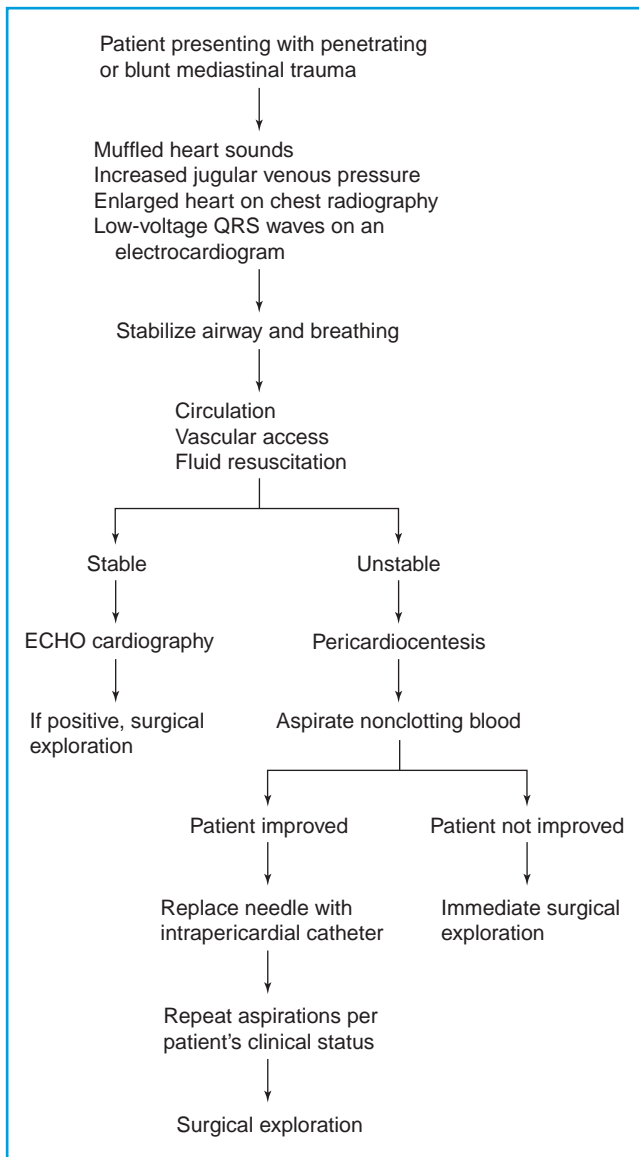 Patient presenting with penetrating
or blunt mediastinal trauma
Muffled heart sounds
Increased jugular venous pressure
Enlarged heart on chest radiography
Low-voltage QRS waves on an
electrocardiogram
Stabilize airway and breathing
Circulation
Vascular access
Fluid resuscitation
Stable
Unstable
ECHO cardiography
Pericardiocentesis
If positive, surgical
exploration
Aspirate nonclotting blood
Patient improved
Patient not improved
Replace needle with
intrapericardial catheter
Immediate surgical
exploration
Repeat aspirations per
patient's clinical status
Surgical exploration